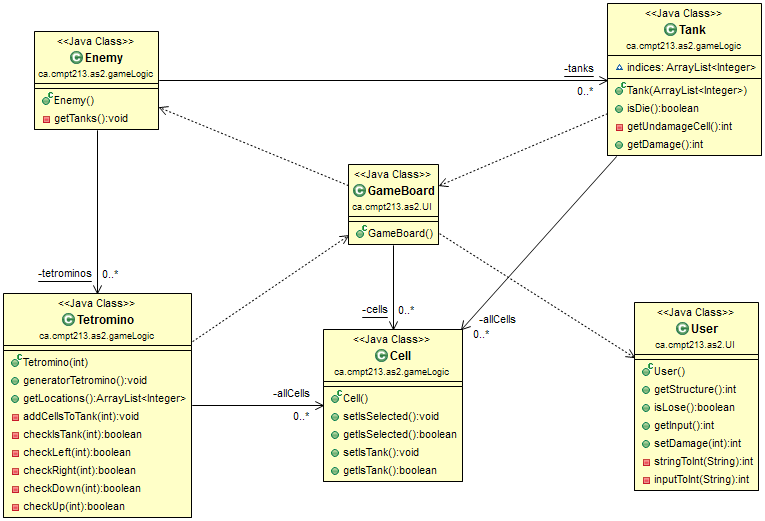 <<Java Class>>
Enemy
ca.cmpt213.as2.gameLogic
Enemy()
getTanks():void
-tanks
0..*
<<Java Class>>
Tank
ca.cmpt213.as2.gameLogic
indices: ArrayList<Integer>
Tank(ArrayList<Integer>)
isDie():boolean
getUndamageCell():int
getDamage():int
<<Java Class>>
GameBoard
ca.cmpt213.as2.UI
GameBoard()
-tetrominos
0..*
-cells
0..*
-allCells
0..*
<<Java Class>>
Tetromino
ca.cmpt213.as2.gameLogic
Tetromino(int)
generatorTetromino():void
getLocations():ArrayList<Integer>
addCellsToTank(int):void
checkIsTank(int):boolean
checkLeft(int):boolean
checkRight(int):boolean
checkDown(int):boolean
checkUp(int):boolean
-allCells
0..*
<<Java Class>>
Cell
ca.cmpt213.as2.gameLogic
Cell()
setIsSelected():void
getIsSelected():boolean
setIsTank():void
getIsTank():boolean
<<Java Class>>
User
ca.cmpt213.as2.UI
User()
getStructure():int
isLose():boolean
getInput():int
setDamage(int):int
stringToInt(String):int
inputToInt(String):int